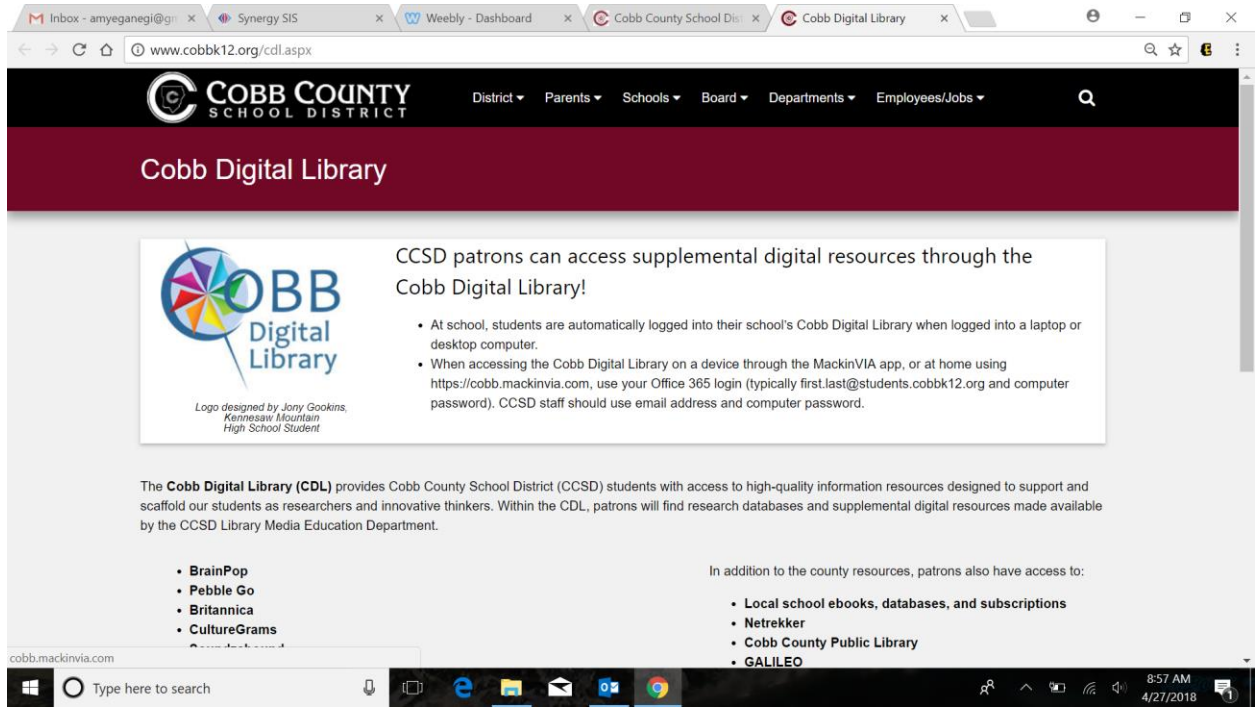 Inbox - amyeganegi@gm
Synergy SIS
Weebly - Dashboard
Cobb County School Dis
Cobb Digital Library
www.cobbk12.org/cdl.aspx
COBB COUNTY
SCHOOL DISTRICT
District Parents Schools Board Departments Employees/Jobs
Cobb Digital Library
COBB
Digital
Library
Logo designed by Jony Gookins,
Kennesaw Mountain
High School Student
CCSD patrons can access supplemental digital resources through the
Cobb Digital Library!
• At school, students are automatically logged into their school's Cobb Digital Library when logged into a laptop or
desktop computer.
• When accessing the Cobb Digital Library on a device through the MackinVIA app, or at home using
https://cobb.mackinvia.com, use your Office 365 login (typically first.last@students.cobbk12.org and computer
password). CCSD staff should use email address and computer password.
The Cobb Digital Library (CDL) provides Cobb County School District (CCSD) students with access to high-quality information resources designed to support and
scaffold our students as researchers and innovative thinkers. Within the CDL, patrons will find research databases and supplemental digital resources made available
by the CCSD Library Media Education Department.
• BrainPop
• Pebble Go
• Britannica
• CultureGrams
In addition to the county resources, patrons also have access to:
• Local school ebooks, databases, and subscriptions
• Netrekker
• Cobb County Public Library
• GALILEO
cobb.mackinvia.com
Type here to search
8:57 AM
4/27/2018
1